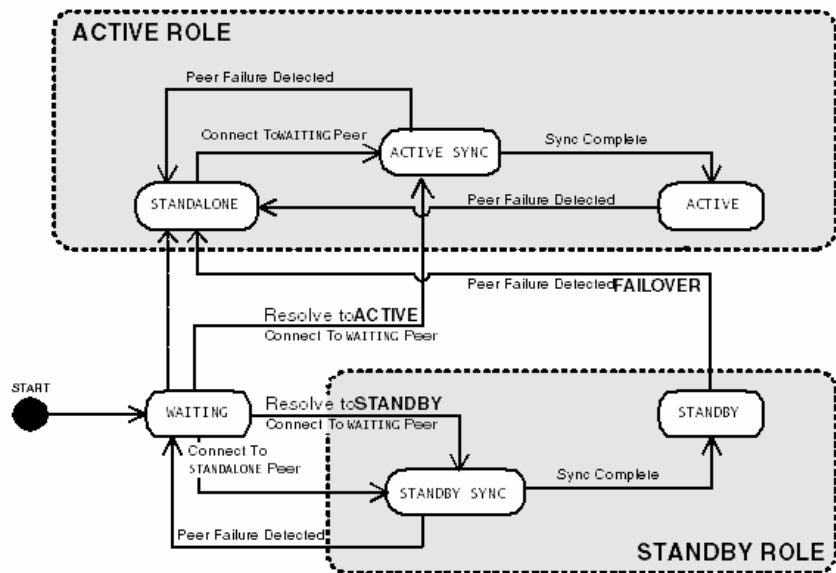 ACTIVE ROLE
Peer Failure Detected
Connect ToWAITING Peer
ACTIVE SYNC
Sync Complete
STANDALONE
Peer Failure Detected
ACTIVE
Peer Failure Detected FAILOVER
Resolve to ACTIVE
Connect To WAITING Peer
START
WAITING
Resolve to STANDBY
Connect To WAITING Peer
STANDBY
Connect To
STANDALONE Peer
STANDBY SYNC
Sync Complete
Peer Failure Detected
STANDBY ROLE